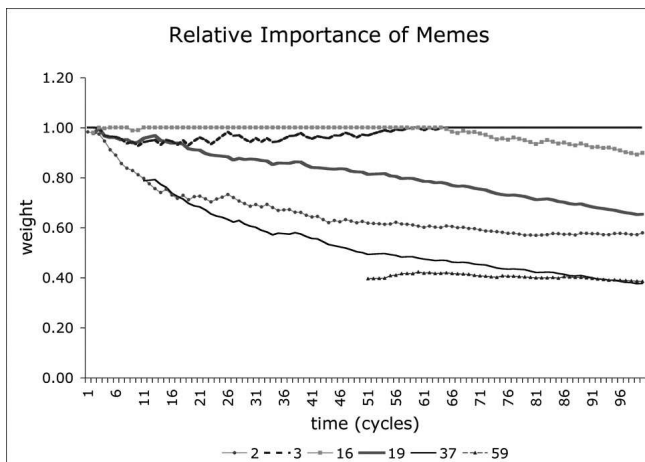 Relative Importance of Memes
1.20
1.00
0.80
0.60
0.40
0.20
0.00
weight
1 6 11 16 21 26 31 36 41 46 51 56 61 66 71 76 81 86 91 96
time (cycles)
2 3 16 19 37 59